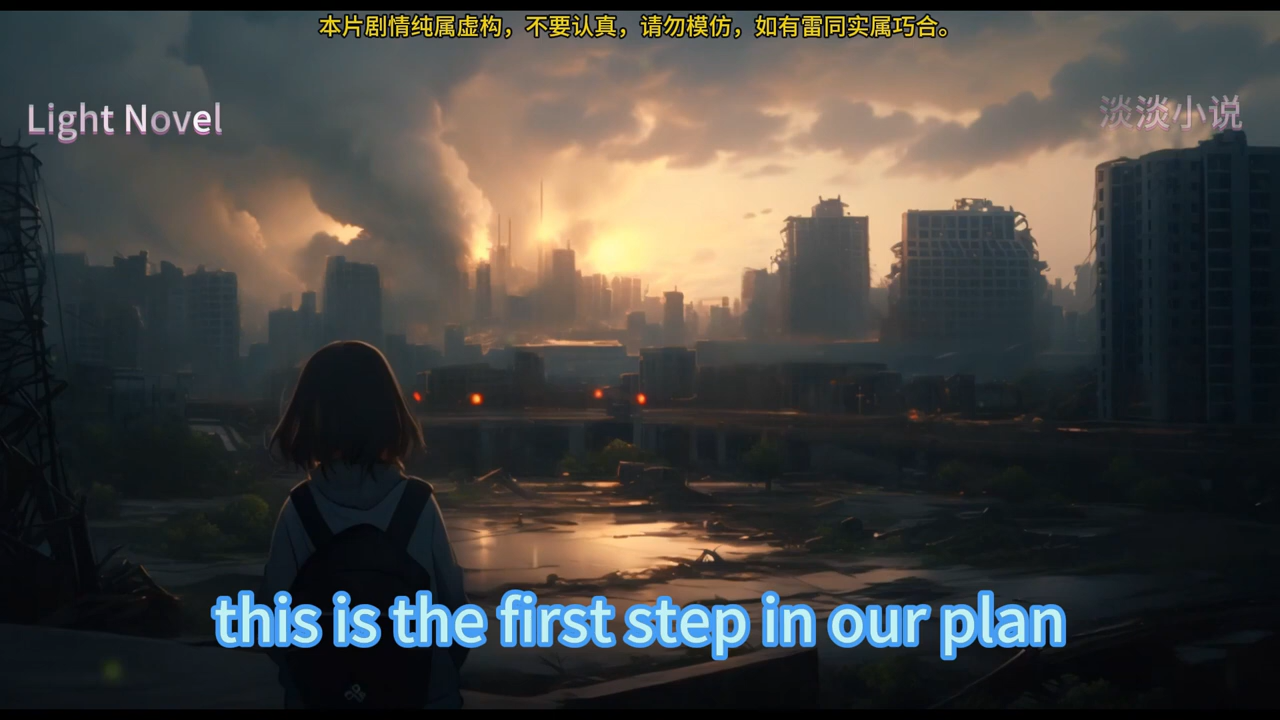 本片剧情纯属虚构，不要认真，请勿模仿，如有雷同实属巧合。
Light Novel
淡淡小说
this is the first step in our plan